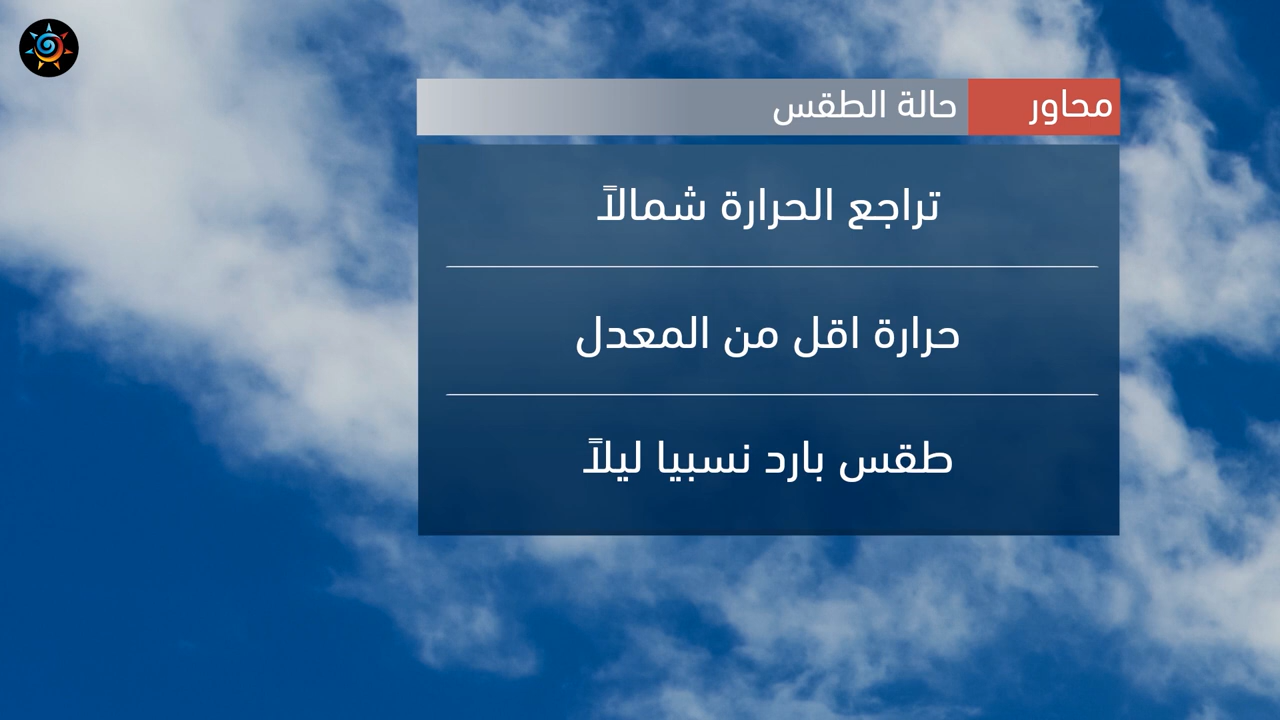 محاور حالة الطقس
تراجع الحرارة شمالاً
حرارة اقل من المعدل
طقس بارد نسبيا ليلاً